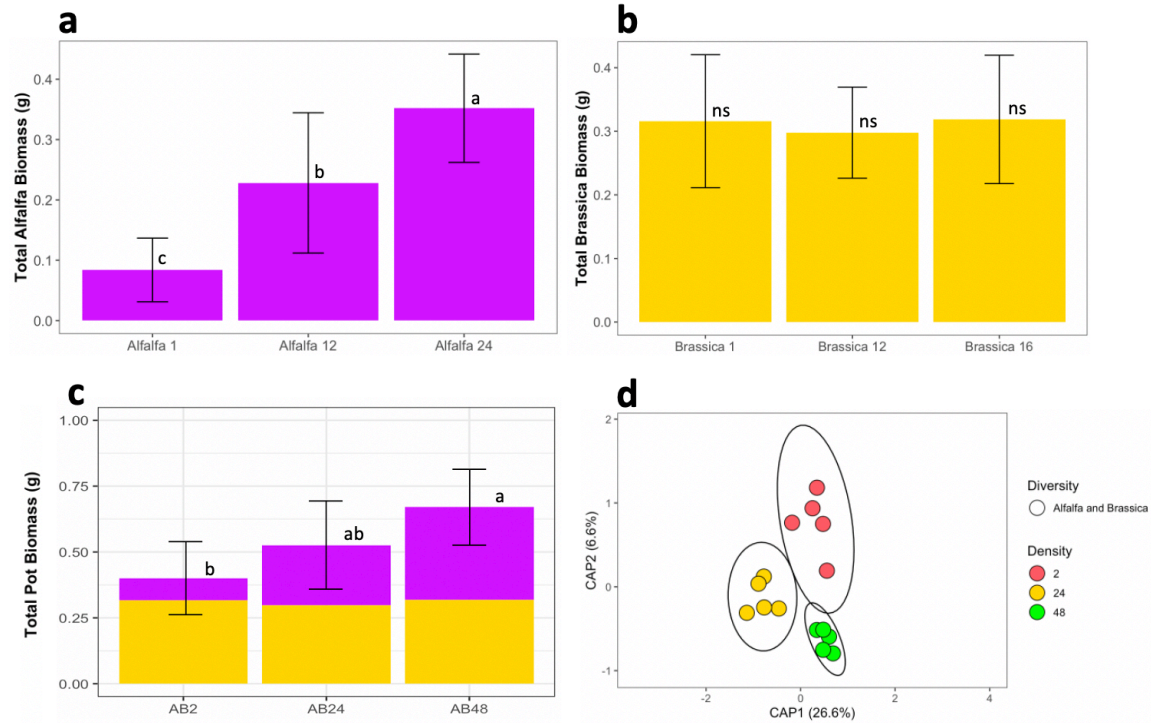 a
Total Alfalfa Biomass (g)
0.4
0.3
0.2
0.1
0.0
c
b
a
Alfalfa 1
Alfalfa 12
Alfalfa 24
b
Total Brassica Biomass (g)
0.4
0.3
0.2
0.1
0.0
ns
ns
ns
Brassica 1
Brassica 12
Brassica 16
c
Total Pot Biomass (g)
1.00
0.75
0.50
0.25
0.00
b
ab
a
AB2
AB24
AB48
d
CAP2 (6.6%)
2
1
0
-1
-2
0
2
4
CAP1 (26.6%)
Diversity
Alfalfa and Brassica
Density
2
24
48